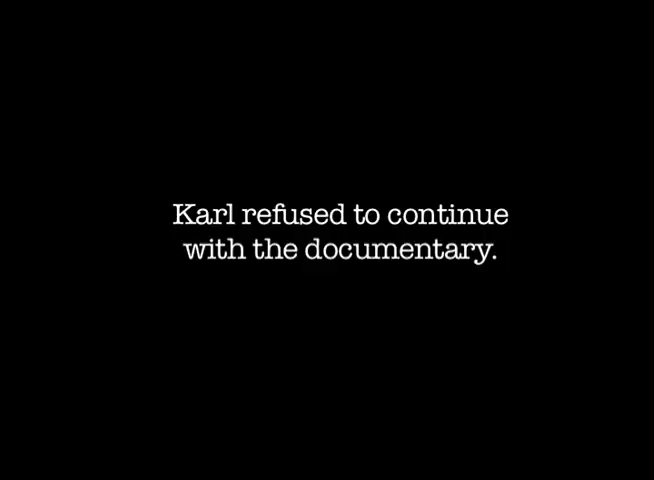 Karl refused to continue
with the documentary.